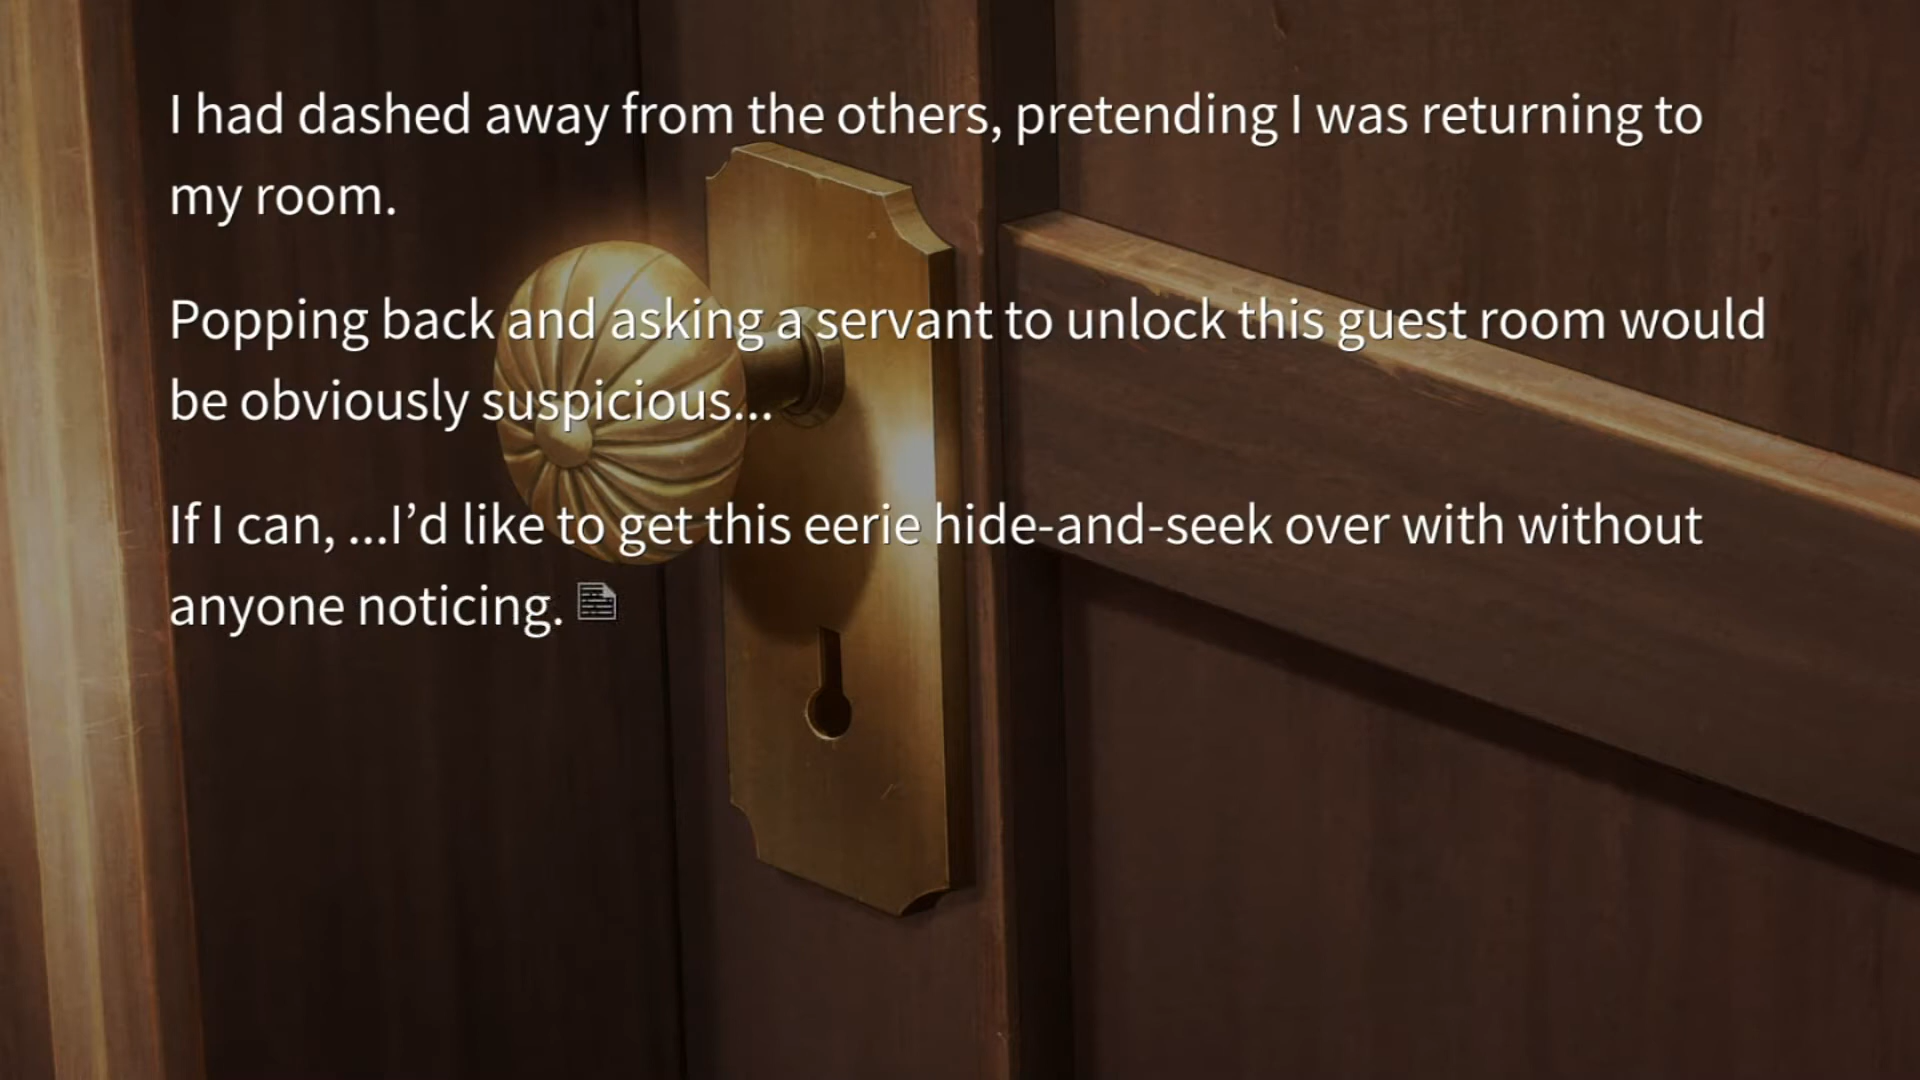 I had dashed away from the others, pretending I was returning to
my room.
Popping back and asking a servant to unlock this guest room would
be obviously suspicious...
If I can, ...I’d like to get this eerie hide-and-seek over with without
anyone noticing.